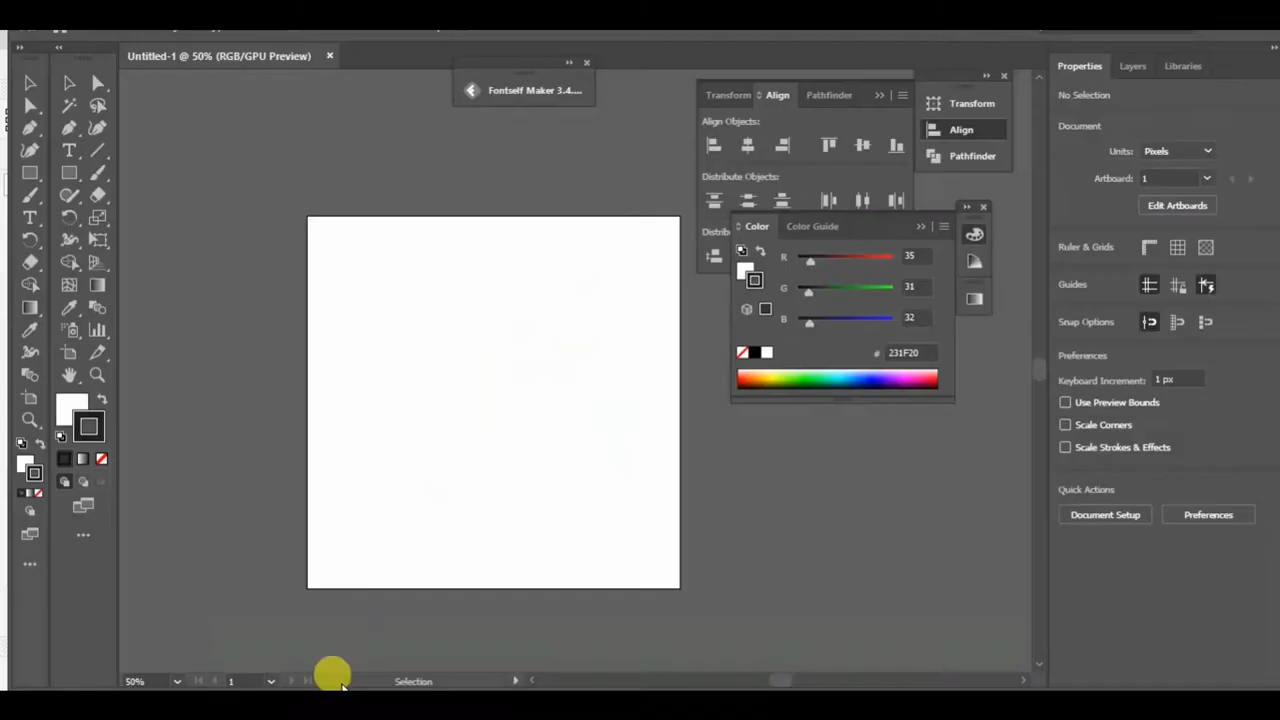 Untitled-1 @ 50% (RGB/GPU Preview)
Fontself Maker 3.4....
Transform
Align
Pathfinder
Align Objects:
Distribute Objects:
Transform
Align
Pathfinder
Color
Color Guide
R
35
G
31
B
32
# 231F20
Properties
Layers
Libraries
No Selection
Document
Units:
Pixels
Artboard:
1
Edit Artboards
Ruler & Grids
Guides
Snap Options
Preferences
Keyboard Increment:
1 px
Use Preview Bounds
Scale Corners
Scale Strokes & Effects
Quick Actions
Document Setup
Preferences
50%
1
Selection